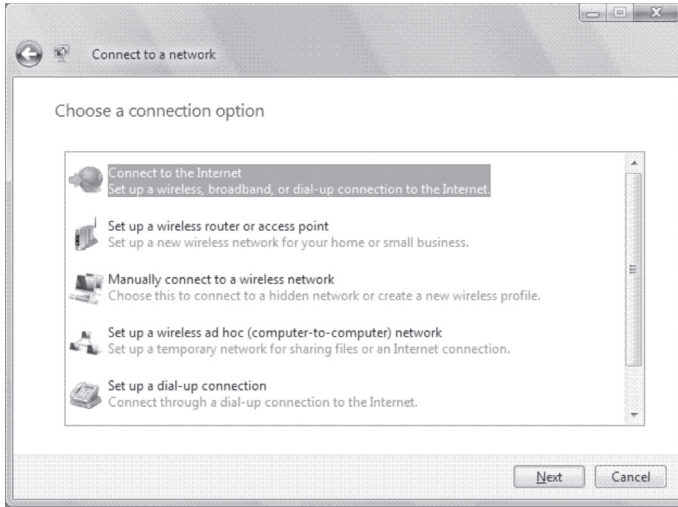 Connect to a network
Choose a connection option
Connect to the Internet
Set up a wireless, broadband, or dial-up connection to the Internet.
Set up a wireless router or access point
Set up a new wireless network for your home or small business.
Manually connect to a wireless network
Choose this to connect to a hidden network or create a new wireless profile.
Set up a wireless ad hoc (computer-to-computer) network
Set up a temporary network for sharing files or an Internet connection.
Set up a dial-up connection
Connect through a dial-up connection to the Internet.
Next Cancel